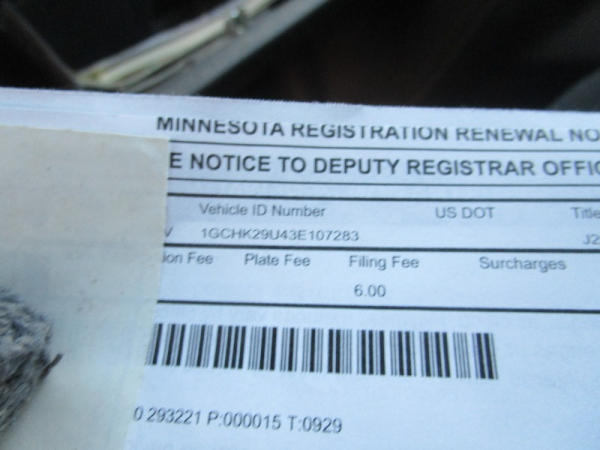 MINNESOTA REGISTRATION RENEWAL NO
E NOTICE TO DEPUTY REGISTRAR OFFIC
Vehicle ID Number US DOT Title
V 1GCHK29U43E107283 J2
ion Fee Plate Fee Filing Fee Surcharges
6.00
0 293221 P:000015 T:0929